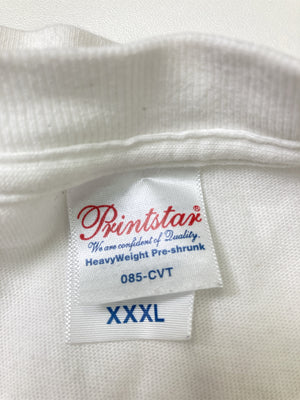 Printstar®
We are confident of Quality.
HeavyWeight Pre-shrunk
085-CVT
XXXL